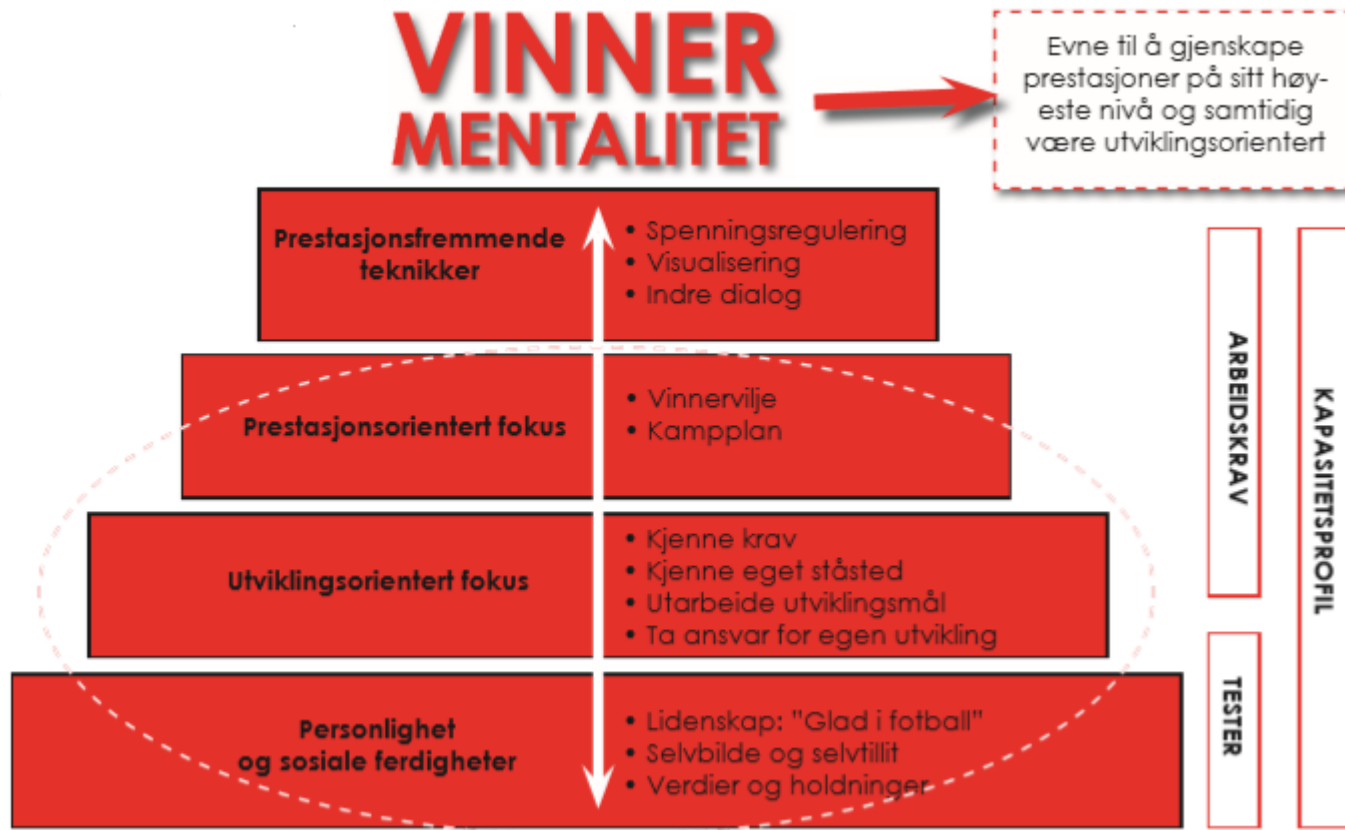 VINNER
MENTALITET
Evne til å gjenskape
prestasjoner på sitt høy-
este nivå og samtidig
være utviklingsorientert
Prestasjonsfremmende
teknikker
• Spenningsregulering
• Visualisering
• Indre dialog
Prestasjonsorientert fokus
• Vinnervilje
• Kampplan
Utviklingsorientert fokus
• Kjenne krav
• Kjenne eget ståsted
• Utarbeide utviklingsmål
• Ta ansvar for egen utvikling
Personlighet
og sosiale ferdigheter
• Lidenskap: ”Glad i fotball”
• Selvbilde og selvtillit
• Verdier og holdninger
ARBEIDSKRAV
TESTER
KAPASITETSPROFIL